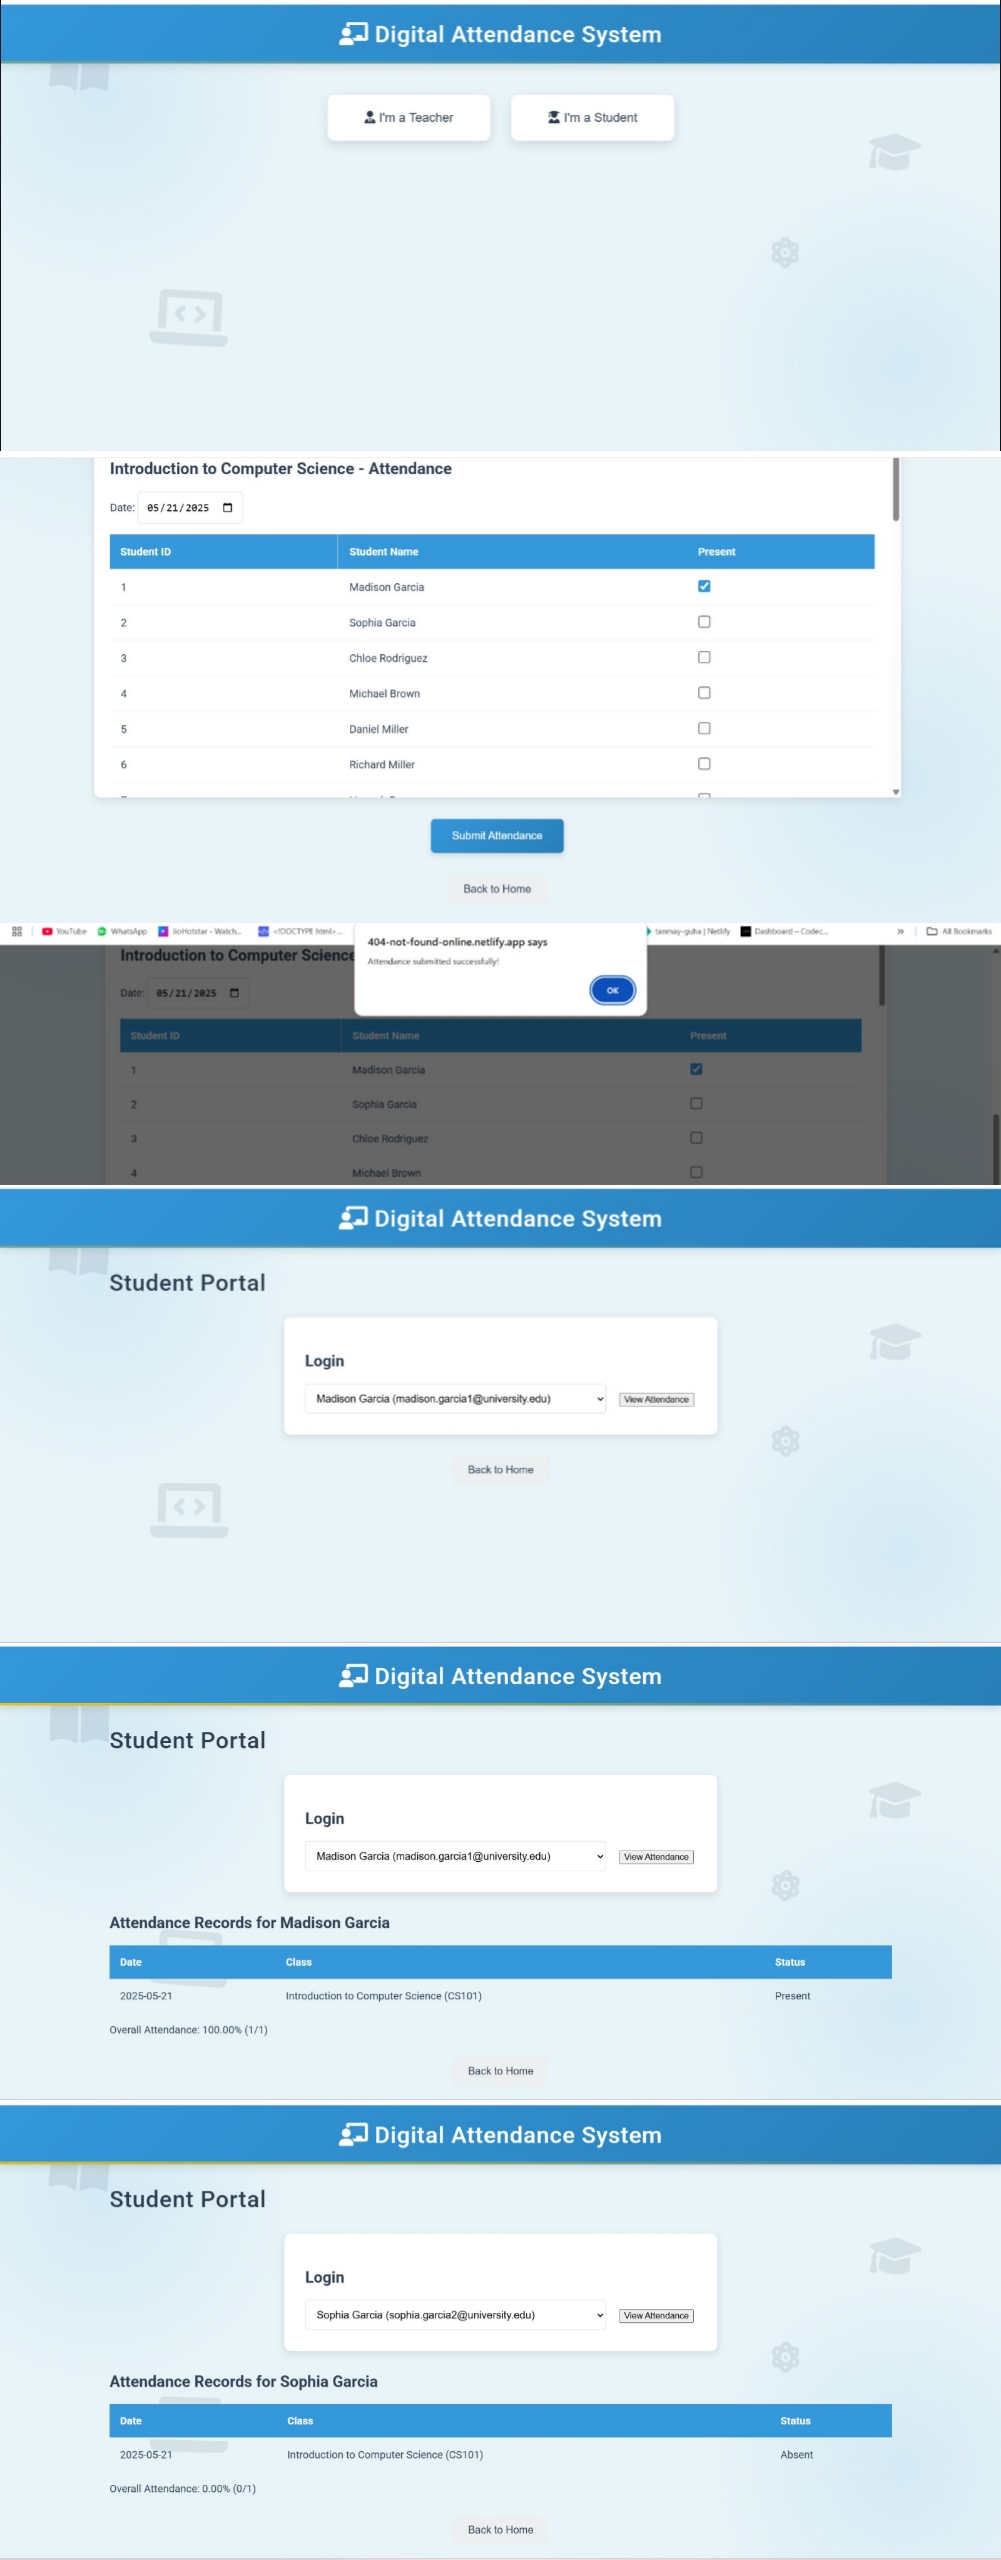 Digital Attendance System
I'm a Teacher
I'm a Student
Introduction to Computer Science - Attendance
Date: 05/21/2025
Student ID Student Name Present
1 Madison Garcia
2 Sophia Garcia
3 Chloe Rodriguez
4 Michael Brown
5 Daniel Miller
6 Richard Miller
Submit Attendance
Back to Home
YouTube WhatsApp JioHotstar - Watch... <!DOCTYPE html>... tanmay-guha | Netlify Dashboard – Codec... » All Bookmarks
404-not-found-online.netlify.app says
Attendance submitted successfully!
OK
Introduction to Computer Science
Date: 05/21/2025
Student ID Student Name Present
1 Madison Garcia
2 Sophia Garcia
3 Chloe Rodriguez
4 Michael Brown
Digital Attendance System
Student Portal
Login
Madison Garcia (madison.garcia1@university.edu) View Attendance
Back to Home
Digital Attendance System
Student Portal
Login
Madison Garcia (madison.garcia1@university.edu) View Attendance
Attendance Records for Madison Garcia
Date Class Status
2025-05-21 Introduction to Computer Science (CS101) Present
Overall Attendance: 100.00% (1/1)
Back to Home
Digital Attendance System
Student Portal
Login
Sophia Garcia (sophia.garcia2@university.edu) View Attendance
Attendance Records for Sophia Garcia
Date Class Status
2025-05-21 Introduction to Computer Science (CS101) Absent
Overall Attendance: 0.00% (0/1)
Back to Home